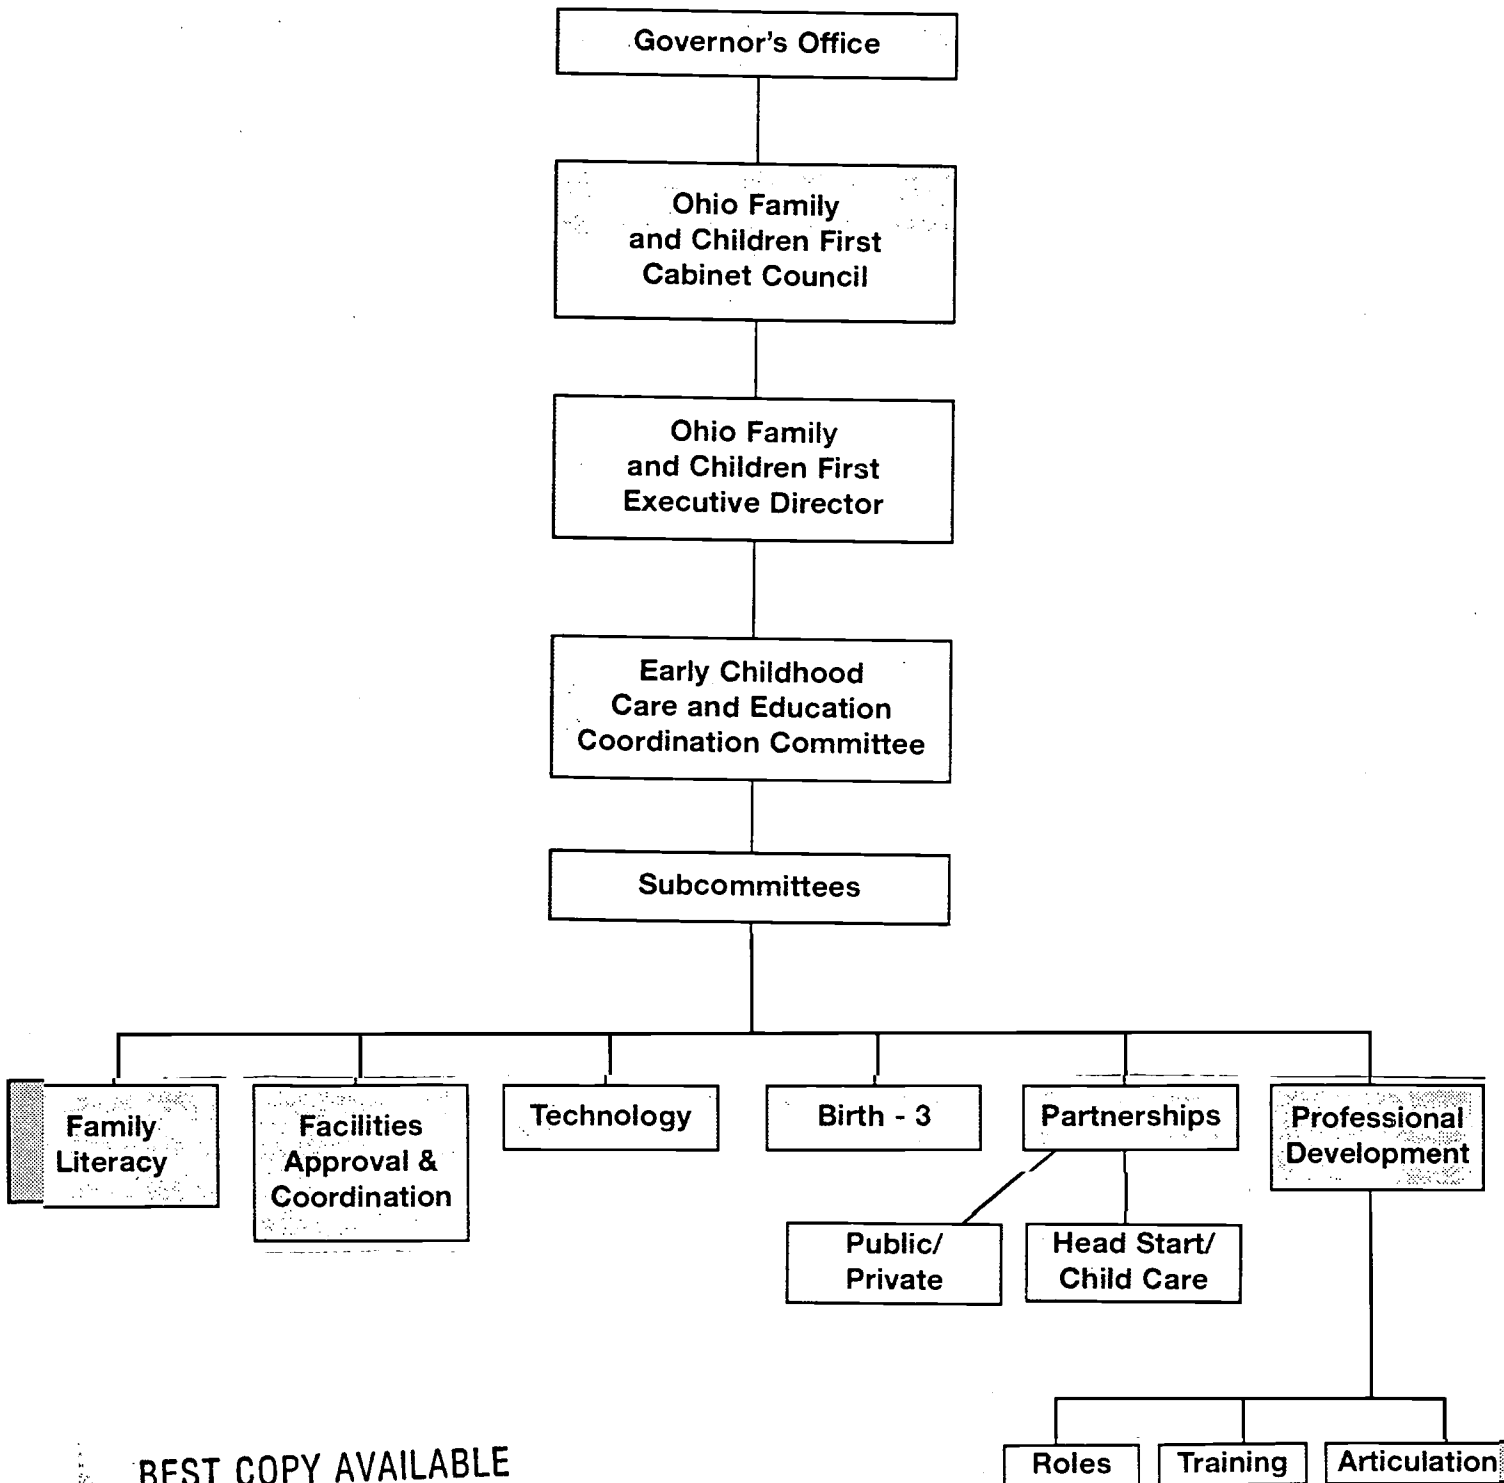 Governor's Office
Ohio Family
and Children First
Cabinet Council
Ohio Family
and Children First
Executive Director
Early Childhood
Care and Education
Coordination Committee
Subcommittees
Family
Literacy
Facilities
Approval &
Coordination
Technology
Birth - 3
Partnerships
Professional
Development
Public/
Private
Head Start/
Child Care
Roles
Training
Articulation
BEST COPY AVAILABLE